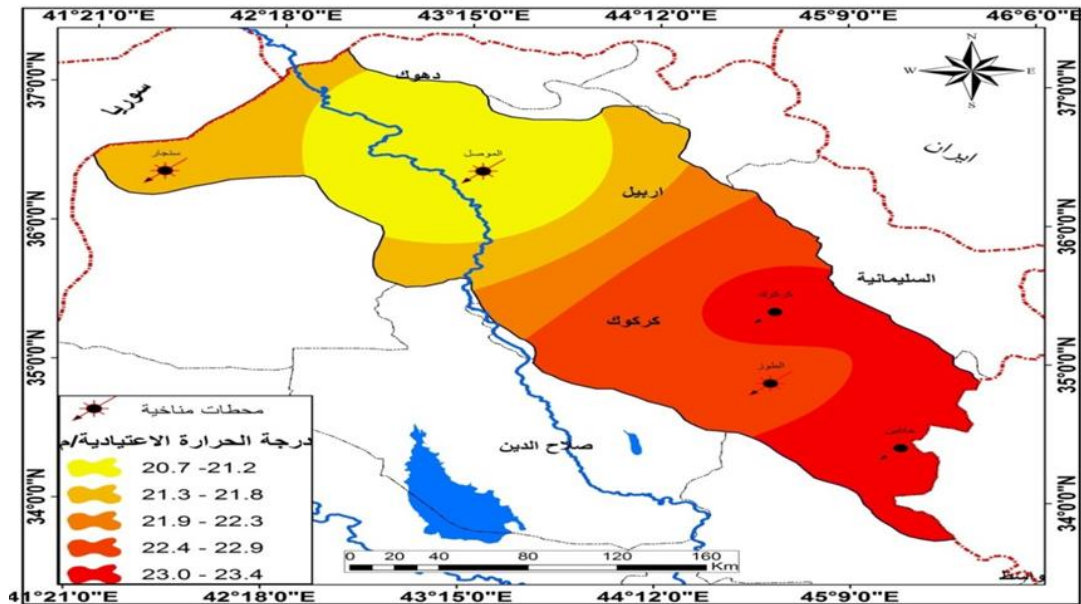 41°21'0"E 42°18'0"E 43°15'0"E 44°12'0"E 45°9'0"E 46°6'0"E
37°0'0"N
36°0'0"N
35°0'0"N
34°0'0"N
37°0'0"N
36°0'0"N
35°0'0"N
34°0'0"N
N
W E
S
سوريا
دهوك
ايران
سنجار
الموصل
اربيل
السليمانية
كركوك
كركوك
الطوز
صلاح الدين
محطات مناخية
درجة الحرارة الاعتيادية/م
20.7 -21.2
21.3 - 21.8
21.9 - 22.3
22.4 - 22.9
23.0 - 23.4
0 20 40 80 120 160
Km
41°21'0"E 42°18'0"E 43°15'0"E 44°12'0"E 45°9'0"E